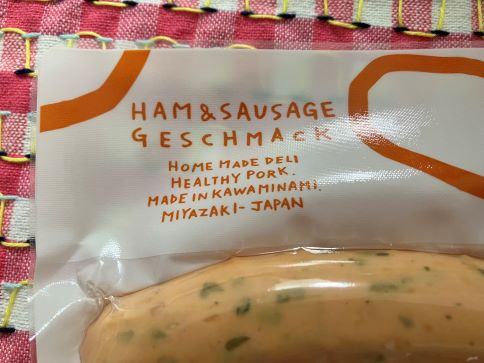 HAM & SAUSAGE
GESCHMACK
HOME MADE DELI
HEALTHY PORK.
MADE IN KAWAMINAMI,
MIYAZAKI-JAPAN